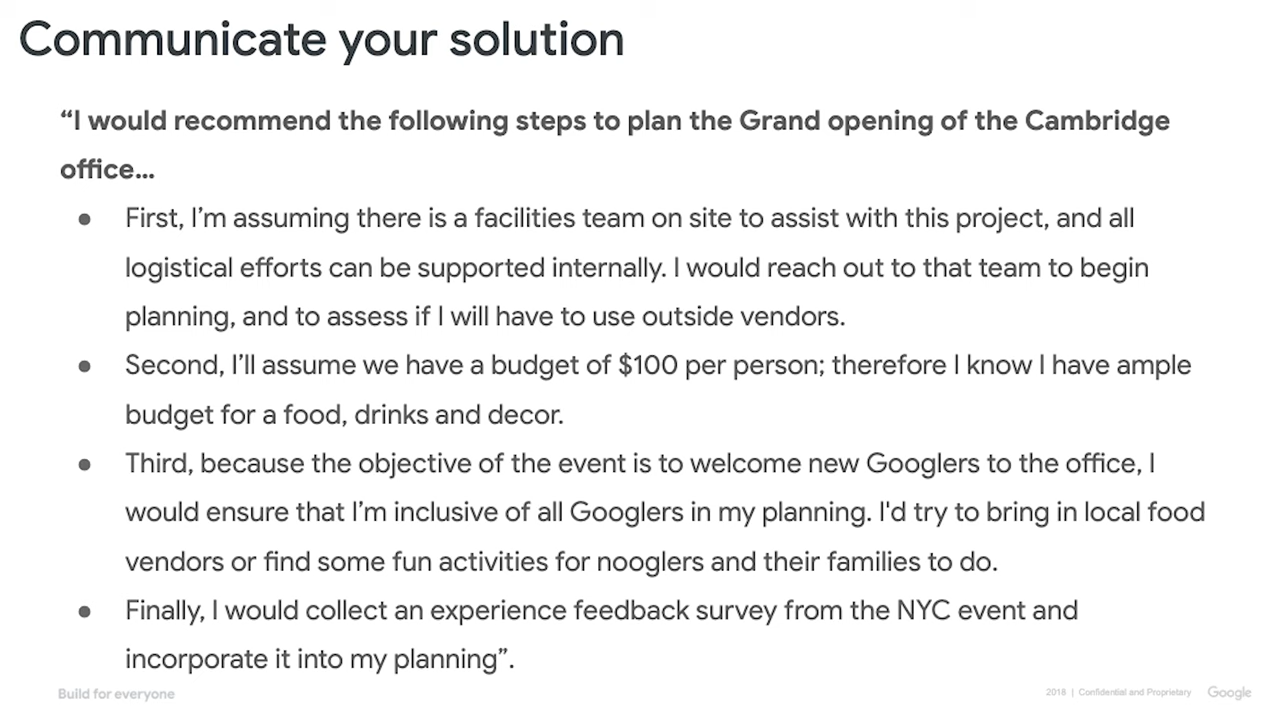 Communicate your solution
“I would recommend the following steps to plan the Grand opening of the Cambridge
office...
● First, I’m assuming there is a facilities team on site to assist with this project, and all
logistical efforts can be supported internally. I would reach out to that team to begin
planning, and to assess if I will have to use outside vendors.
● Second, I’ll assume we have a budget of $100 per person; therefore I know I have ample
budget for a food, drinks and decor.
● Third, because the objective of the event is to welcome new Googlers to the office, I
would ensure that I’m inclusive of all Googlers in my planning. I'd try to bring in local food
vendors or find some fun activities for nooglers and their families to do.
● Finally, I would collect an experience feedback survey from the NYC event and
incorporate it into my planning”.
Build for everyone
2018 | Confidential and Proprietary Google